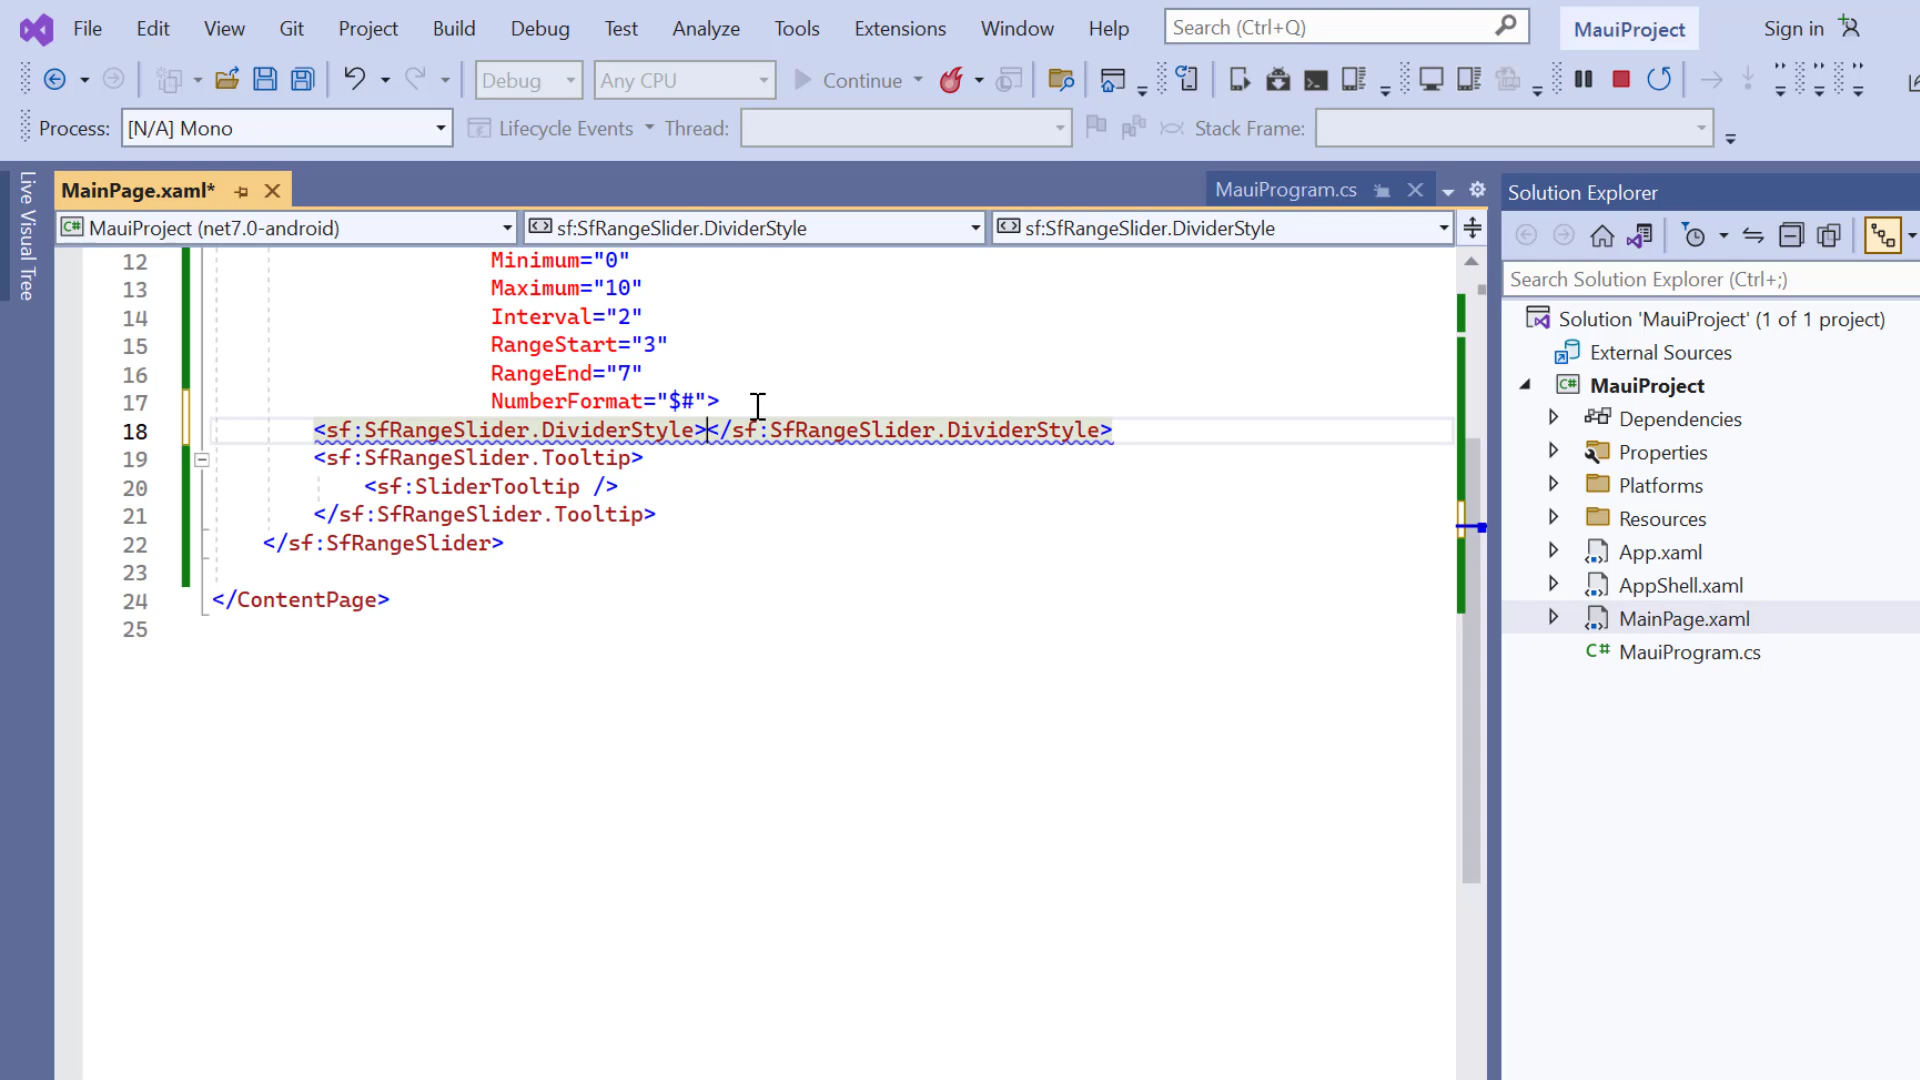 File Edit View Git Project Build Debug Test Analyze Tools Extensions Window Help Search (Ctrl+Q) MauiProject Sign in
Debug Any CPU Continue
Process: [N/A] Mono Lifecycle Events Thread: Stack Frame:
Live Visual Tree
MainPage.xaml* MauiProgram.cs
MauiProject (net7.0-android) sf:SfRangeSlider.DividerStyle sf:SfRangeSlider.DividerStyle
12 Minimum="0"
13 Maximum="10"
14 Interval="2"
15 RangeStart="3"
16 RangeEnd="7"
17 NumberFormat="$#">
18 <sf:SfRangeSlider.DividerStyle></sf:SfRangeSlider.DividerStyle>
19 <sf:SfRangeSlider.Tooltip>
20 <sf:SliderTooltip />
21 </sf:SfRangeSlider.Tooltip>
22 </sf:SfRangeSlider>
23
24 </ContentPage>
25
Solution Explorer
Search Solution Explorer (Ctrl+;)
Solution 'MauiProject' (1 of 1 project)
External Sources
C# MauiProject
Dependencies
Properties
Platforms
Resources
App.xaml
AppShell.xaml
MainPage.xaml
C# MauiProgram.cs